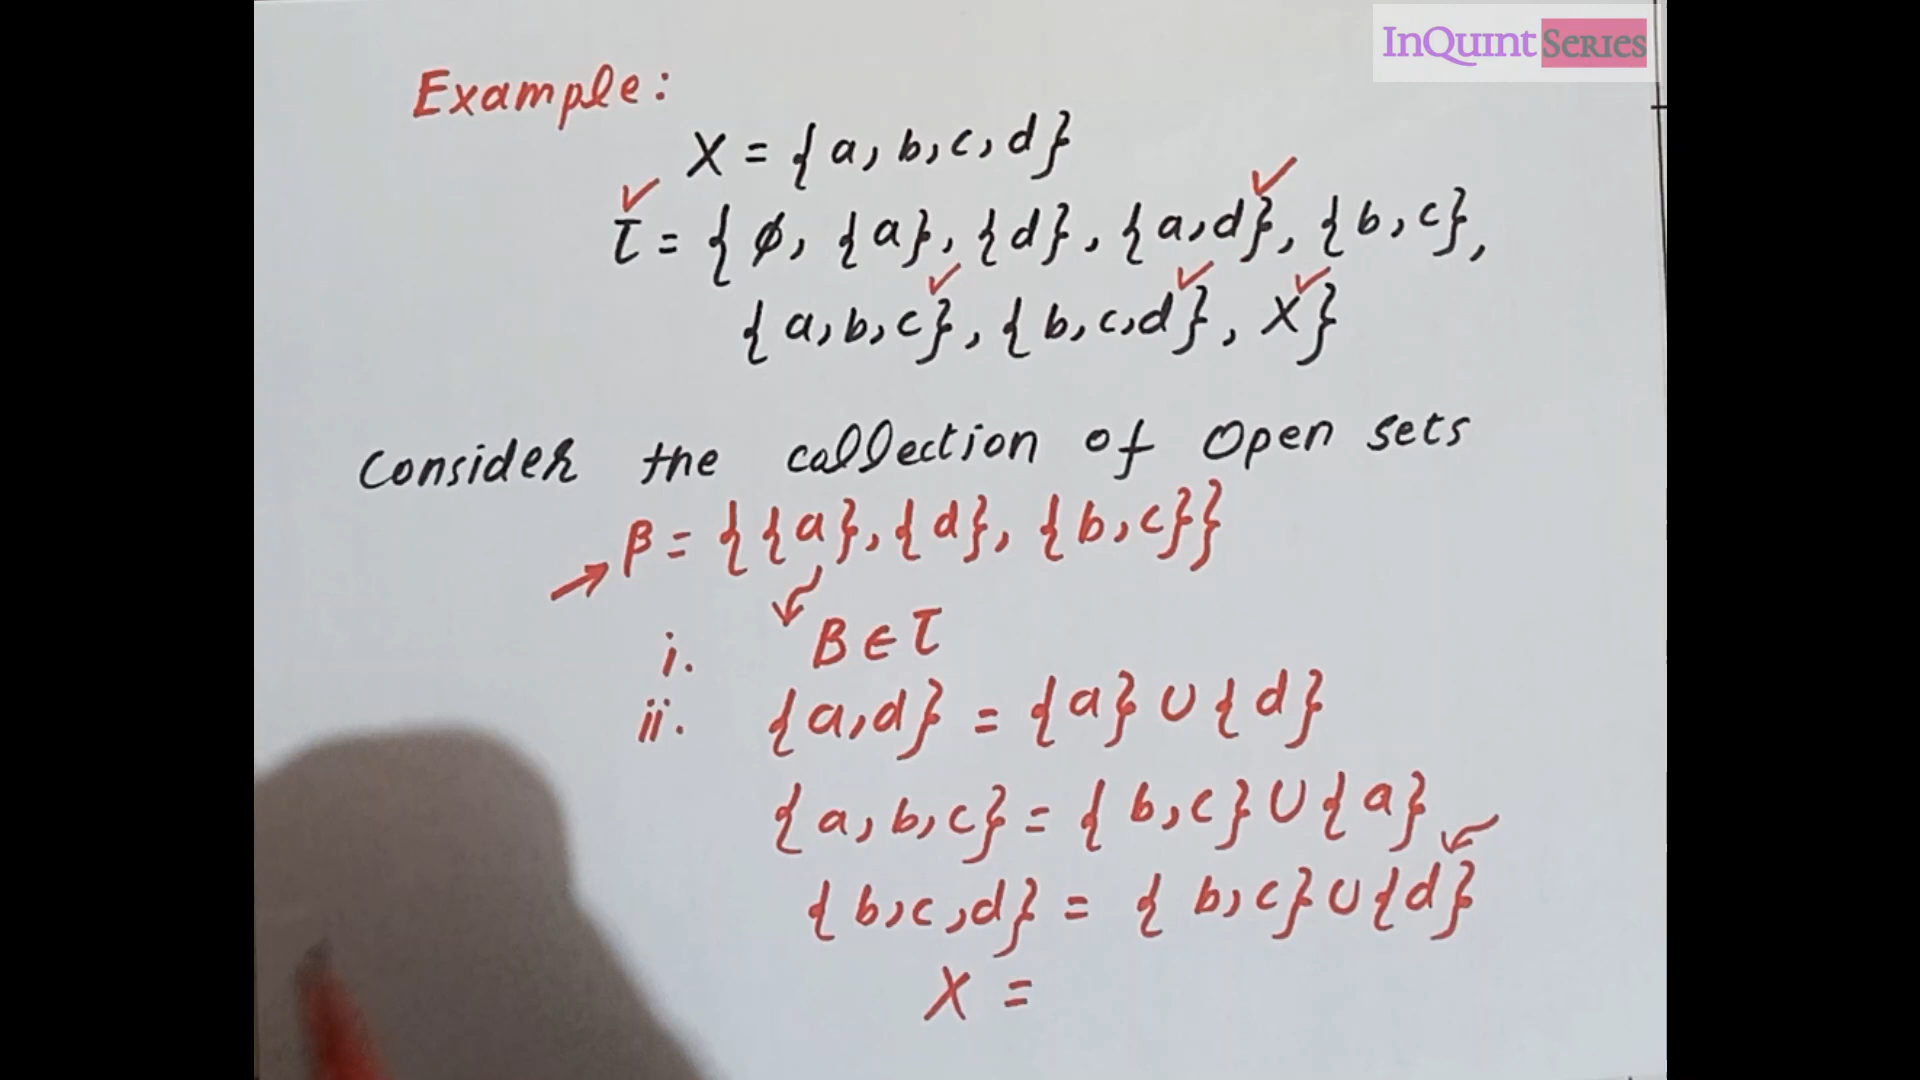 InQuint Series
Example:
X = {a, b, c, d}
τ = {ϕ, {a}, {d}, {a,d}, {b,c},
{a,b,c}, {b,c,d}, X}
Consider the collection of Open sets
β = {{a}, {d}, {b,c}}
i. B ∈ τ
ii. {a,d} = {a} ∪ {d}
{a,b,c} = {b,c} ∪ {a}
{b,c,d} = {b,c} ∪ {d}
X =